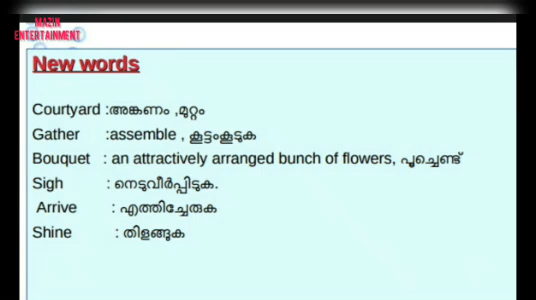 MAZIN
ENTERTAINMENT
New words
Courtyard :അങ്കണം ,മുറ്റം
Gather :assemble , കൂട്ടംകൂടുക
Bouquet : an attractively arranged bunch of flowers, പൂച്ചെണ്ട്
Sigh : നെടുവീർപ്പിടുക.
Arrive : എത്തിച്ചേരുക
Shine : തിളങ്ങുക